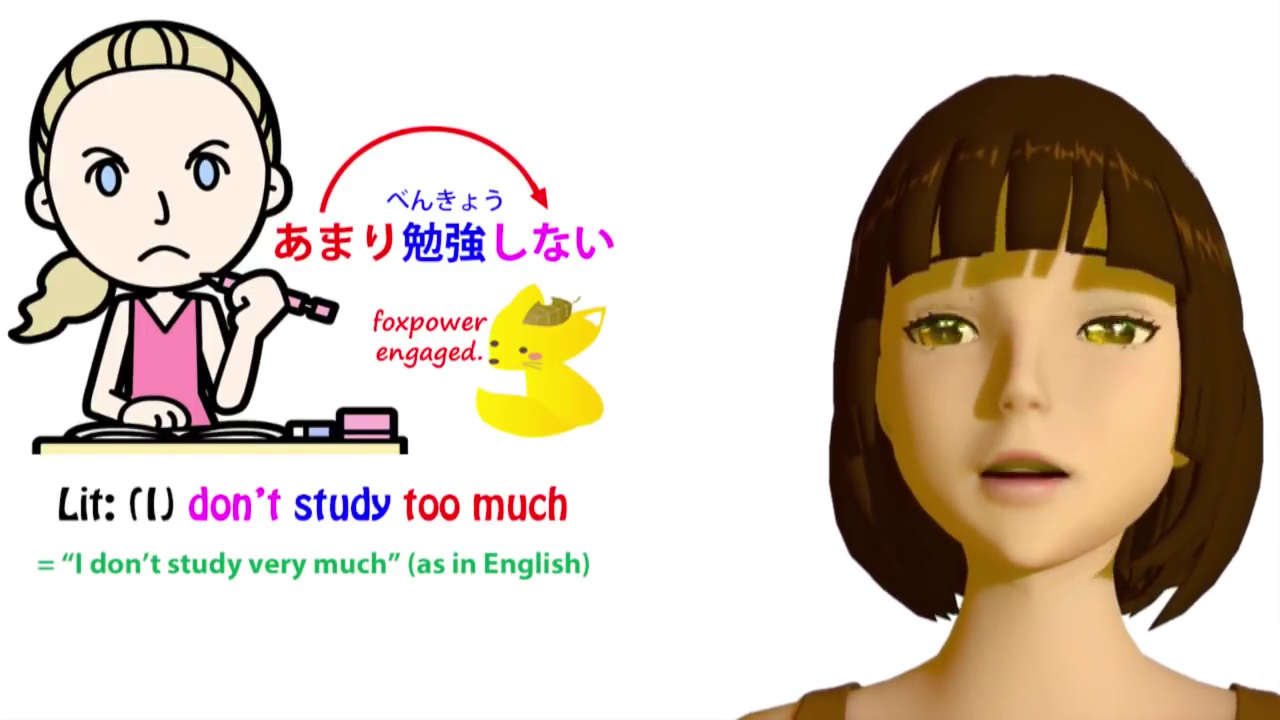 べんきょう
あまり勉強しない
foxpower
engaged.
Lit: (I) don't study too much
= “I don't study very much” (as in English)